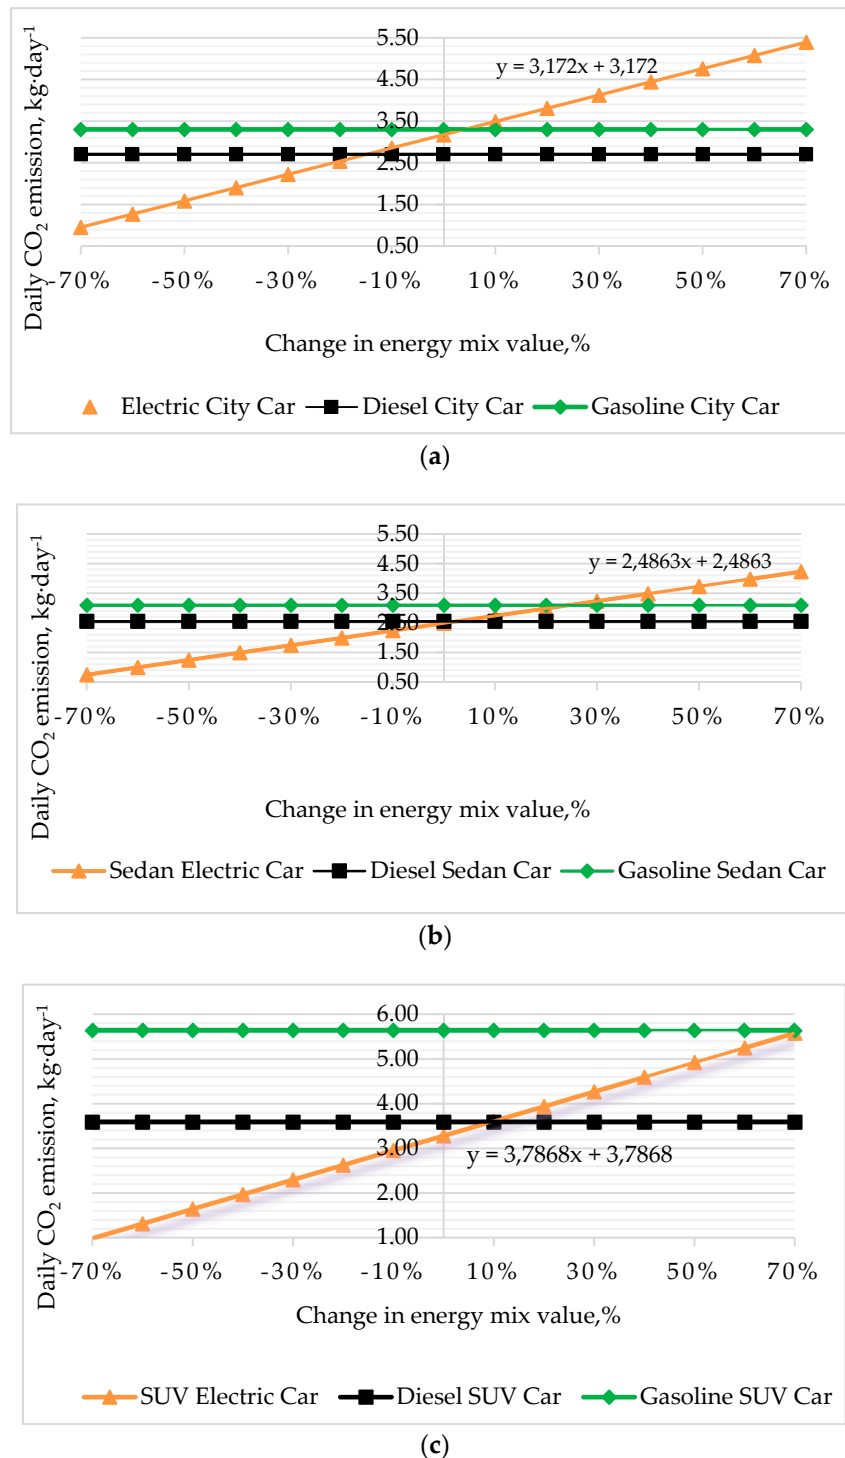 Daily CO₂ emission, kg·day⁻¹
5.50
4.50
3.50
2.50
1.50
0.50
y = 3,172x + 3,172
-70% -50% -30% -10% 10% 30% 50% 70%
Change in energy mix value,%
Electric City Car Diesel City Car Gasoline City Car
(a)
Daily CO₂ emission, kg·day⁻¹
5.50
4.50
3.50
2.50
1.50
0.50
y = 2,4863x + 2,4863
-70% -50% -30% -10% 10% 30% 50% 70%
Change in energy mix value,%
Sedan Electric Car Diesel Sedan Car Gasoline Sedan Car
(b)
Daily CO₂ emission, kg·day⁻¹
6.00
5.00
4.00
3.00
2.00
1.00
y = 3,7868x + 3,7868
-70% -50% -30% -10% 10% 30% 50% 70%
Change in energy mix value,%
SUV Electric Car Diesel SUV Car Gasoline SUV Car
(c)